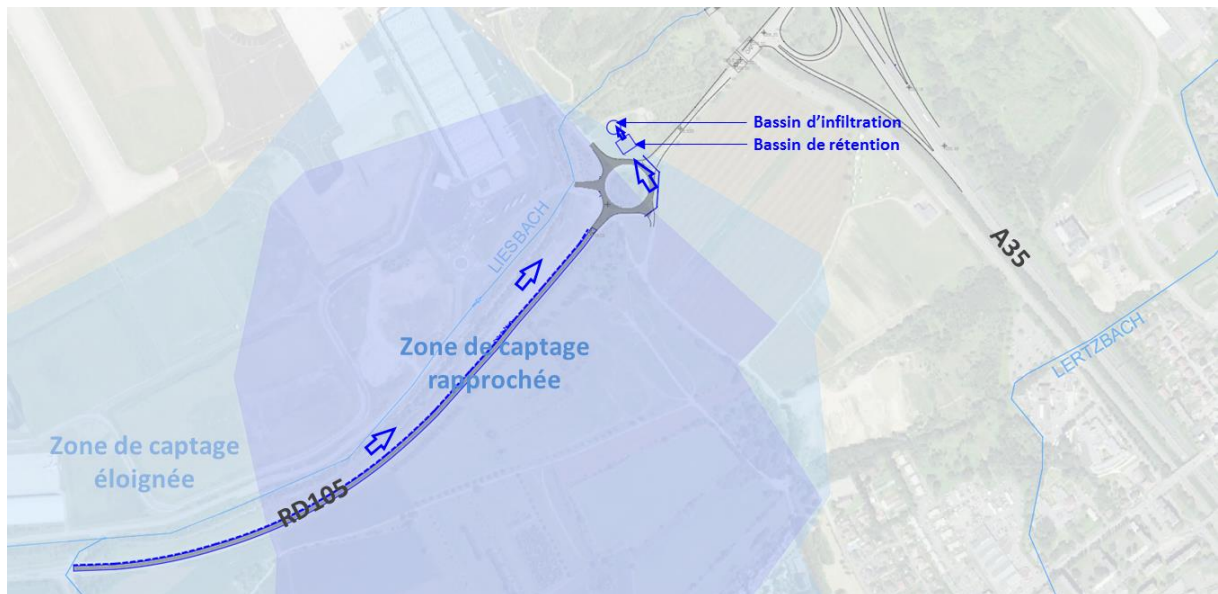 Bassin d’infiltration
Bassin de rétention
LIESBACH
A35
LERTZBACH
Zone de captage
rapprochée
Zone de captage
éloignée
RD105